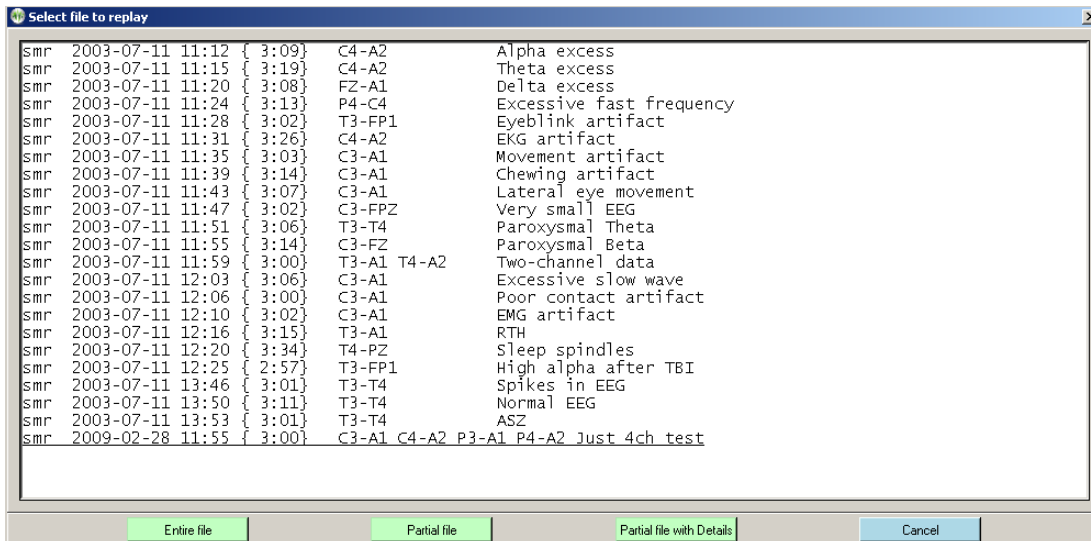 Select file to replay
smr 2003-07-11 11:12 { 3:09} C4-A2 Alpha excess
smr 2003-07-11 11:15 { 3:19} C4-A2 Theta excess
smr 2003-07-11 11:20 { 3:08} FZ-A1 Delta excess
smr 2003-07-11 11:24 { 3:13} P4-C4 Excessive fast frequency
smr 2003-07-11 11:28 { 3:02} T3-FP1 Eyeblink artifact
smr 2003-07-11 11:31 { 3:26} C4-A2 EKG artifact
smr 2003-07-11 11:35 { 3:03} C3-A1 Movement artifact
smr 2003-07-11 11:39 { 3:14} C3-A1 Chewing artifact
smr 2003-07-11 11:43 { 3:07} C3-A1 Lateral eye movement
smr 2003-07-11 11:47 { 3:02} C3-FPZ Very small EEG
smr 2003-07-11 11:51 { 3:06} T3-T4 Paroxysmal Theta
smr 2003-07-11 11:55 { 3:14} C3-FZ Paroxysmal Beta
smr 2003-07-11 11:59 { 3:00} T3-A1 T4-A2 Two-channel data
smr 2003-07-11 12:03 { 3:06} C3-A1 Excessive slow wave
smr 2003-07-11 12:06 { 3:00} C3-A1 Poor contact artifact
smr 2003-07-11 12:10 { 3:02} C3-A1 EMG artifact
smr 2003-07-11 12:16 { 3:15} T3-A1 RTH
smr 2003-07-11 12:20 { 3:34} T4-PZ Sleep spindles
smr 2003-07-11 12:25 { 2:57} T3-FP1 High alpha after TBI
smr 2003-07-11 13:46 { 3:01} T3-T4 Spikes in EEG
smr 2003-07-11 13:50 { 3:11} T3-T4 Normal EEG
smr 2003-07-11 13:53 { 3:01} T3-T4 ASZ
smr 2009-02-28 11:55 { 3:00} C3-A1 C4-A2 P3-A1 P4-A2 Just 4ch test
Entire file Partial file Partial file with Details Cancel